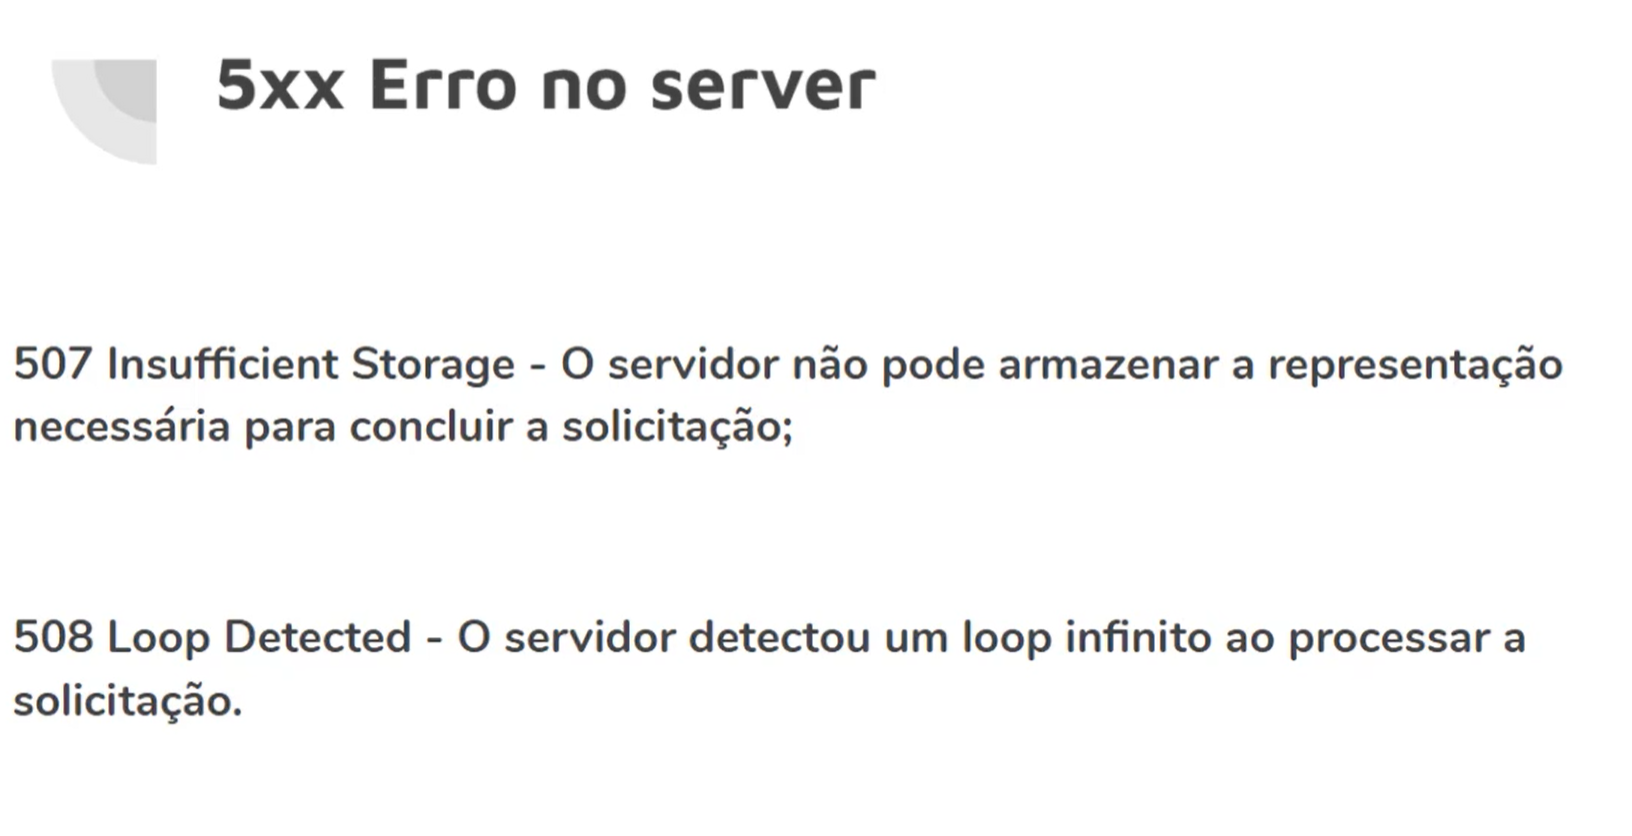 5xx Erro no server
507 Insufficient Storage - O servidor não pode armazenar a representação
necessária para concluir a solicitação;
508 Loop Detected - O servidor detectou um loop infinito ao processar a
solicitação.